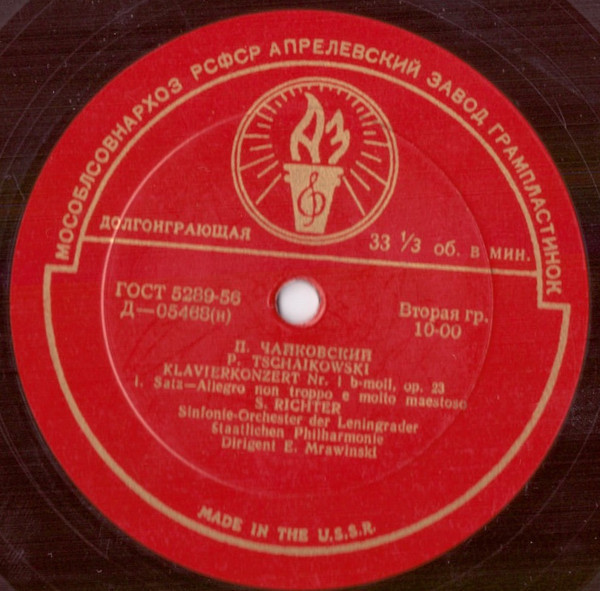 МОСОБЛСОВНАРХОЗ РСФСР АПРЕЛЕВСКИЙ ЗАВОД ГРАМПЛАСТИНОК
АЗ
ДОЛГОИГРАЮЩАЯ
33 1/3 об. в мин.
ГОСТ 5289-56
Д—05468(н)
Вторая гр.
10-00
П. ЧАЙКОВСКИЙ
P. TSCHAIKOWSKI
KLAVIERKONZERT Nr. 1 b-moll, op. 23
1. Satz—Allegro non troppo e molto maestoso
S. RICHTER
Sinfonie-Orchester der Leningrader
Staatlichen Philharmonie
Dirigent E. Mrawinski
MADE IN THE U.S.S.R.